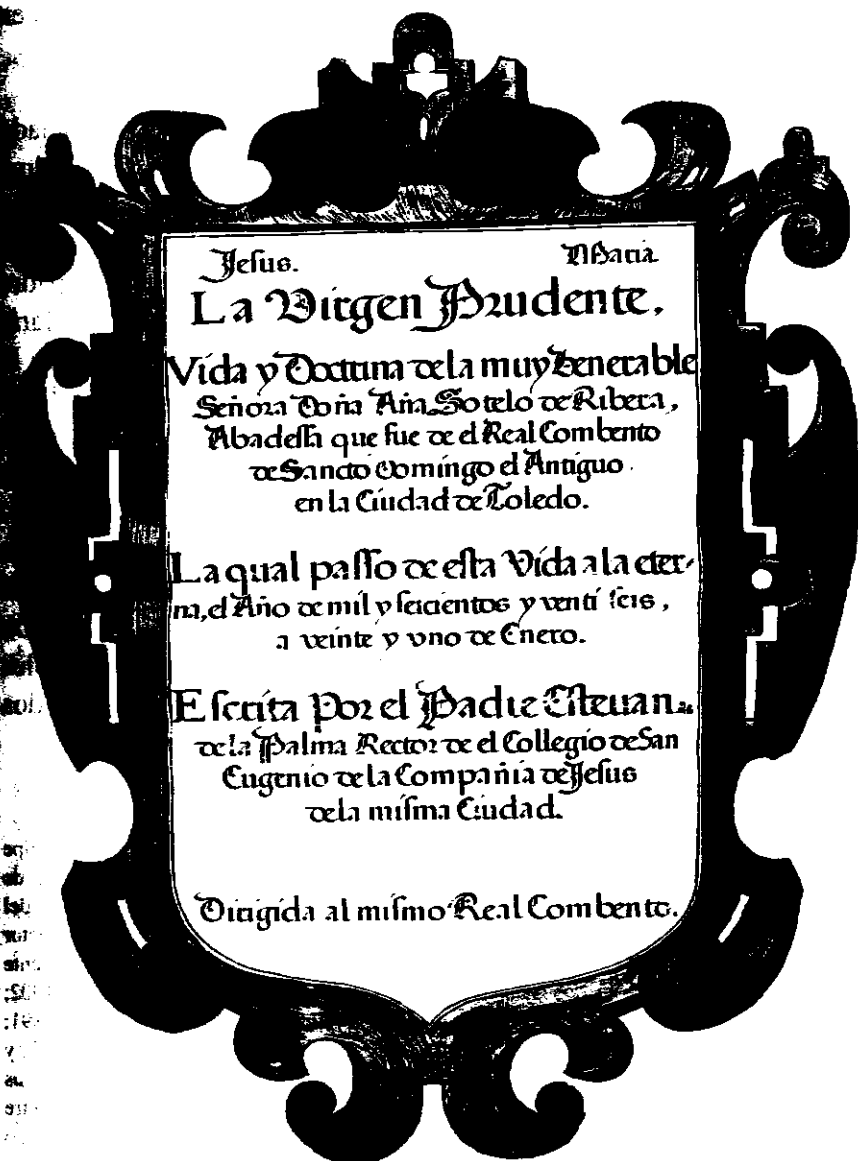 Jesus. Maria
La Virgen Prudente.
Vida y Doctrina de la muy Venerable
Señora Doña Aña Sotelo de Ribera,
Abadessa que fue de el Real Combento
de Sancto Domingo el Antiguo
en la Ciudad de Toledo.
La qual passo de esta Vida a la eter-
na, el Año de mil y seicientos y venti seis,
a veinte y vno de Enero.
Escrita por el Padre Esteuan
de la Palma Rector de el Collegio de San
Eugenio de la Compañia de Jesus
de la misma Ciudad.
Dirigida al mismo Real Combento.